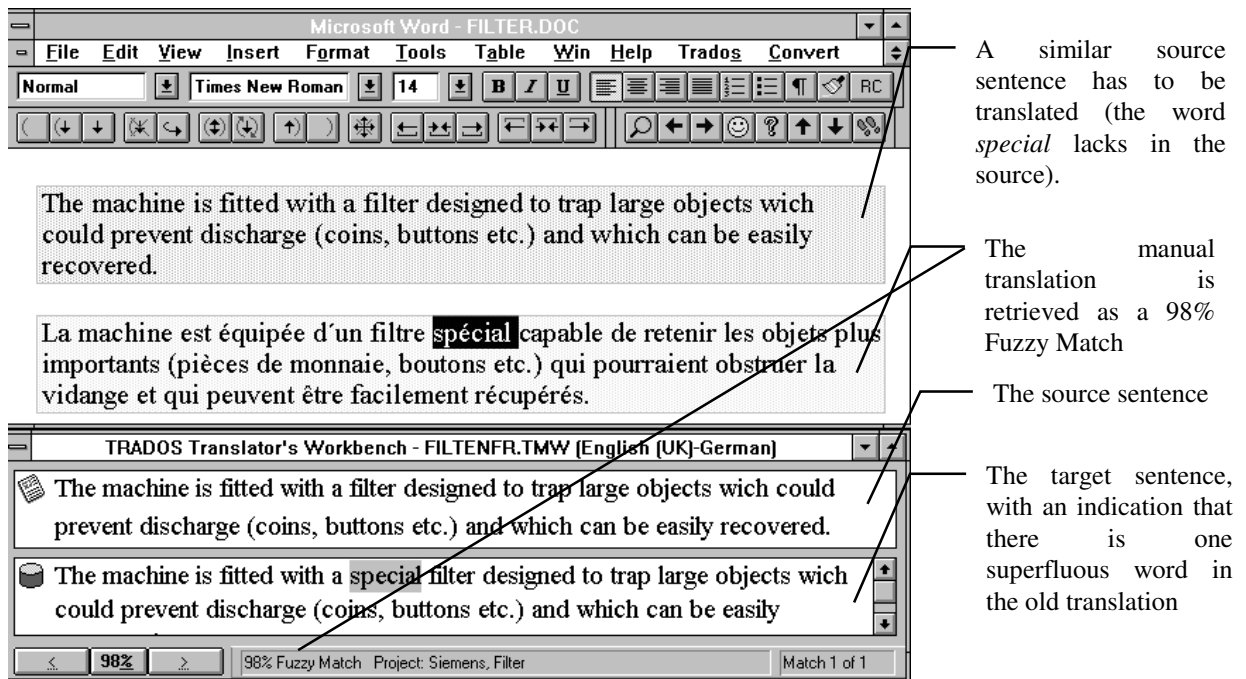 Microsoft Word - FILTER.DOC
File Edit View Insert Format Tools Table Win Help Trados Convert
Normal Times New Roman 14 B I U ¶ RC
The machine is fitted with a filter designed to trap large objects wich
could prevent discharge (coins, buttons etc.) and which can be easily
recovered.
La machine est équipée d´un filtre spécial capable de retenir les objets plus
importants (pièces de monnaie, boutons etc.) qui pourraient obstruer la
vidange et qui peuvent être facilement récupérés.
TRADOS Translator's Workbench - FILTENFR.TMW (English (UK)-German)
The machine is fitted with a filter designed to trap large objects wich could
prevent discharge (coins, buttons etc.) and which can be easily recovered.
The machine is fitted with a special filter designed to trap large objects wich
could prevent discharge (coins, buttons etc.) and which can be easily
< 98% > 98% Fuzzy Match Project: Siemens, Filter Match 1 of 1
A similar source
sentence has to be
translated (the word
special lacks in the
source).
The manual
translation is
retrieved as a 98%
Fuzzy Match
The source sentence
The target sentence,
with an indication that
there is one
superfluous word in
the old translation